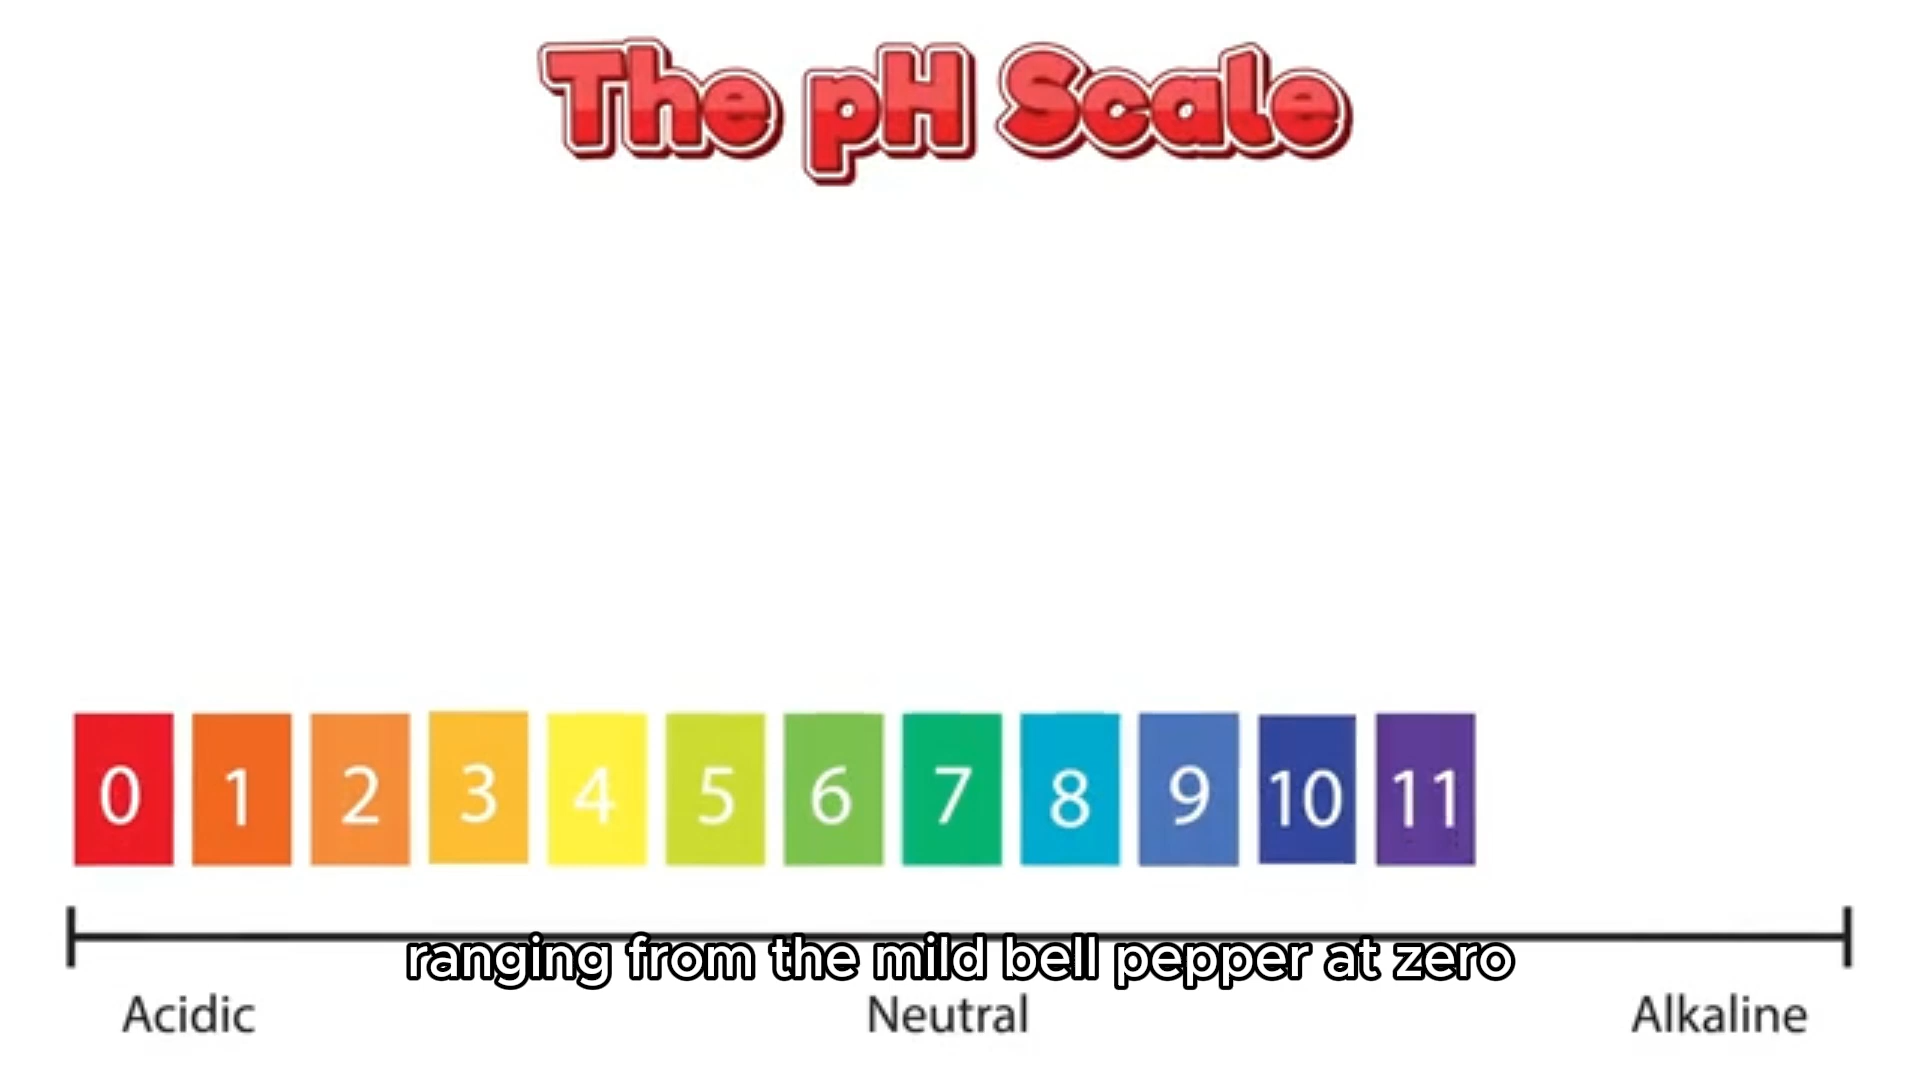 The pH Scale
0 1 2 3 4 5 6 7 8 9 10 11
ranging from the mild bell pepper at zero
Acidic Neutral Alkaline